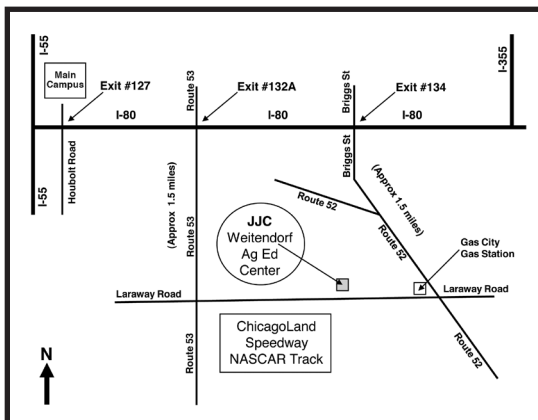 I-55
I-355
Main
Campus
Exit #127
Route 53
Exit #132A
Briggs St
Exit #134
I-80
I-80
I-80
I-55
Houbolt Road
(Approx 1.5 miles)
Route 53
Briggs St
Route 52
(Approx 1.5 miles)
Route 52
JJC
Weitendorf
Ag Ed
Center
Gas City
Gas Station
Laraway Road
Laraway Road
Route 53
ChicagoLand
Speedway
NASCAR Track
Route 52
N